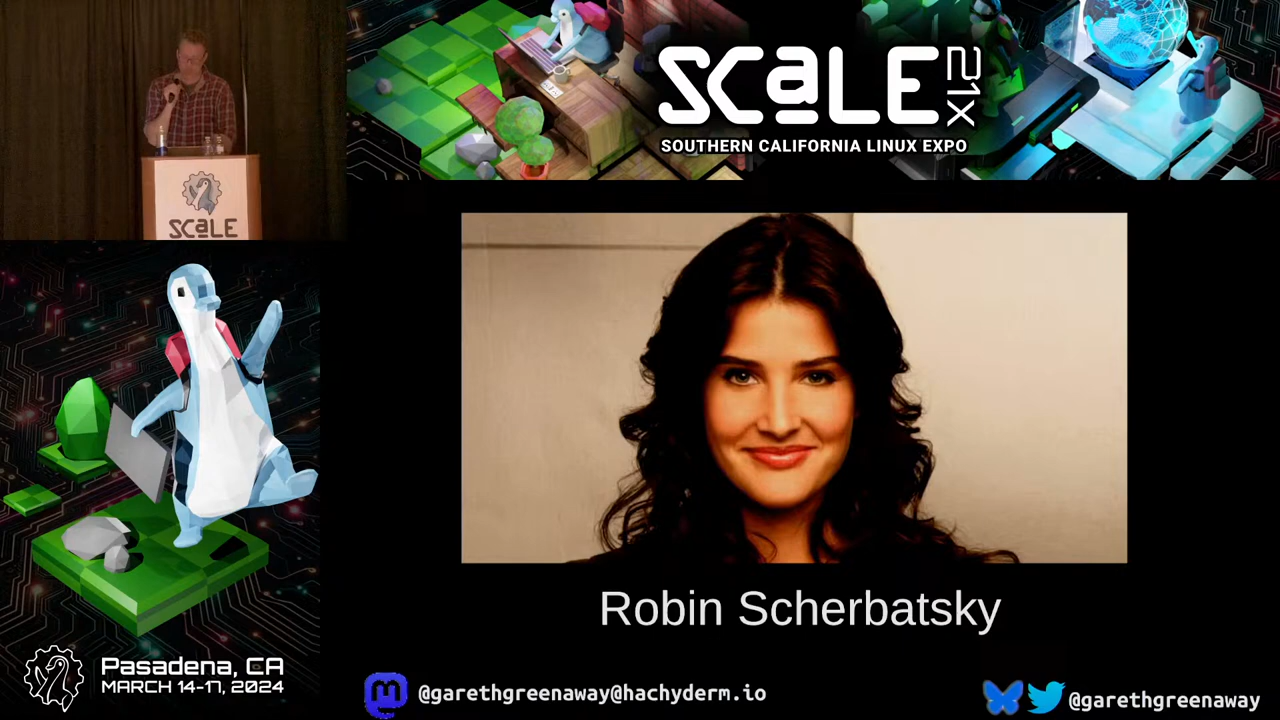 SCaLE 21x
SOUTHERN CALIFORNIA LINUX EXPO
SCaLE
Robin Scherbatsky
Pasadena, CA
MARCH 14-17, 2024
@garethgreenaway@hachyderm.io
@garethgreenaway